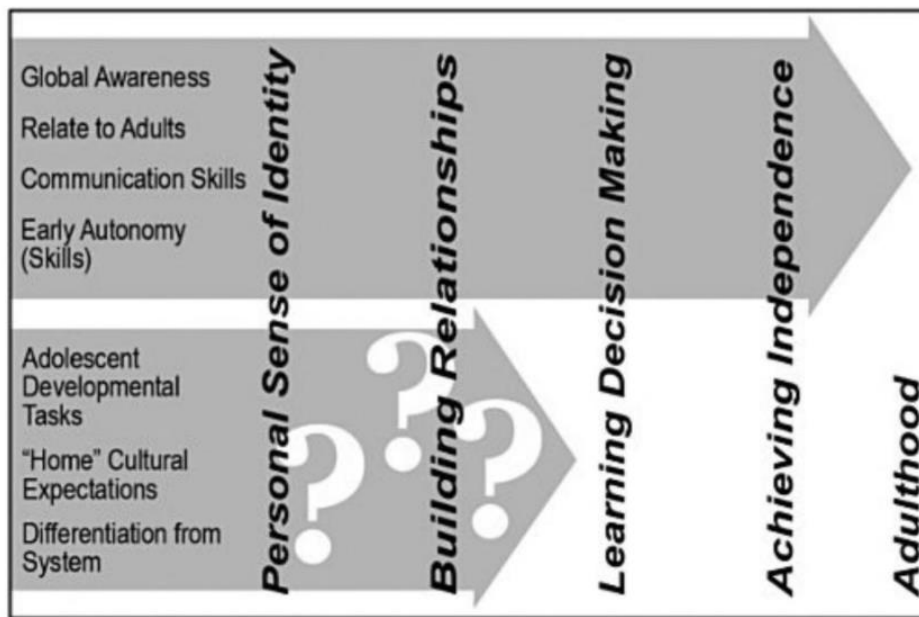 Global Awareness
Relate to Adults
Communication Skills
Early Autonomy
(Skills)
Adolescent
Developmental
Tasks
“Home” Cultural
Expectations
Differentiation from
System
Personal Sense of Identity
Building Relationships
Learning Decision Making
Achieving Independence
Adulthood
? ? ?